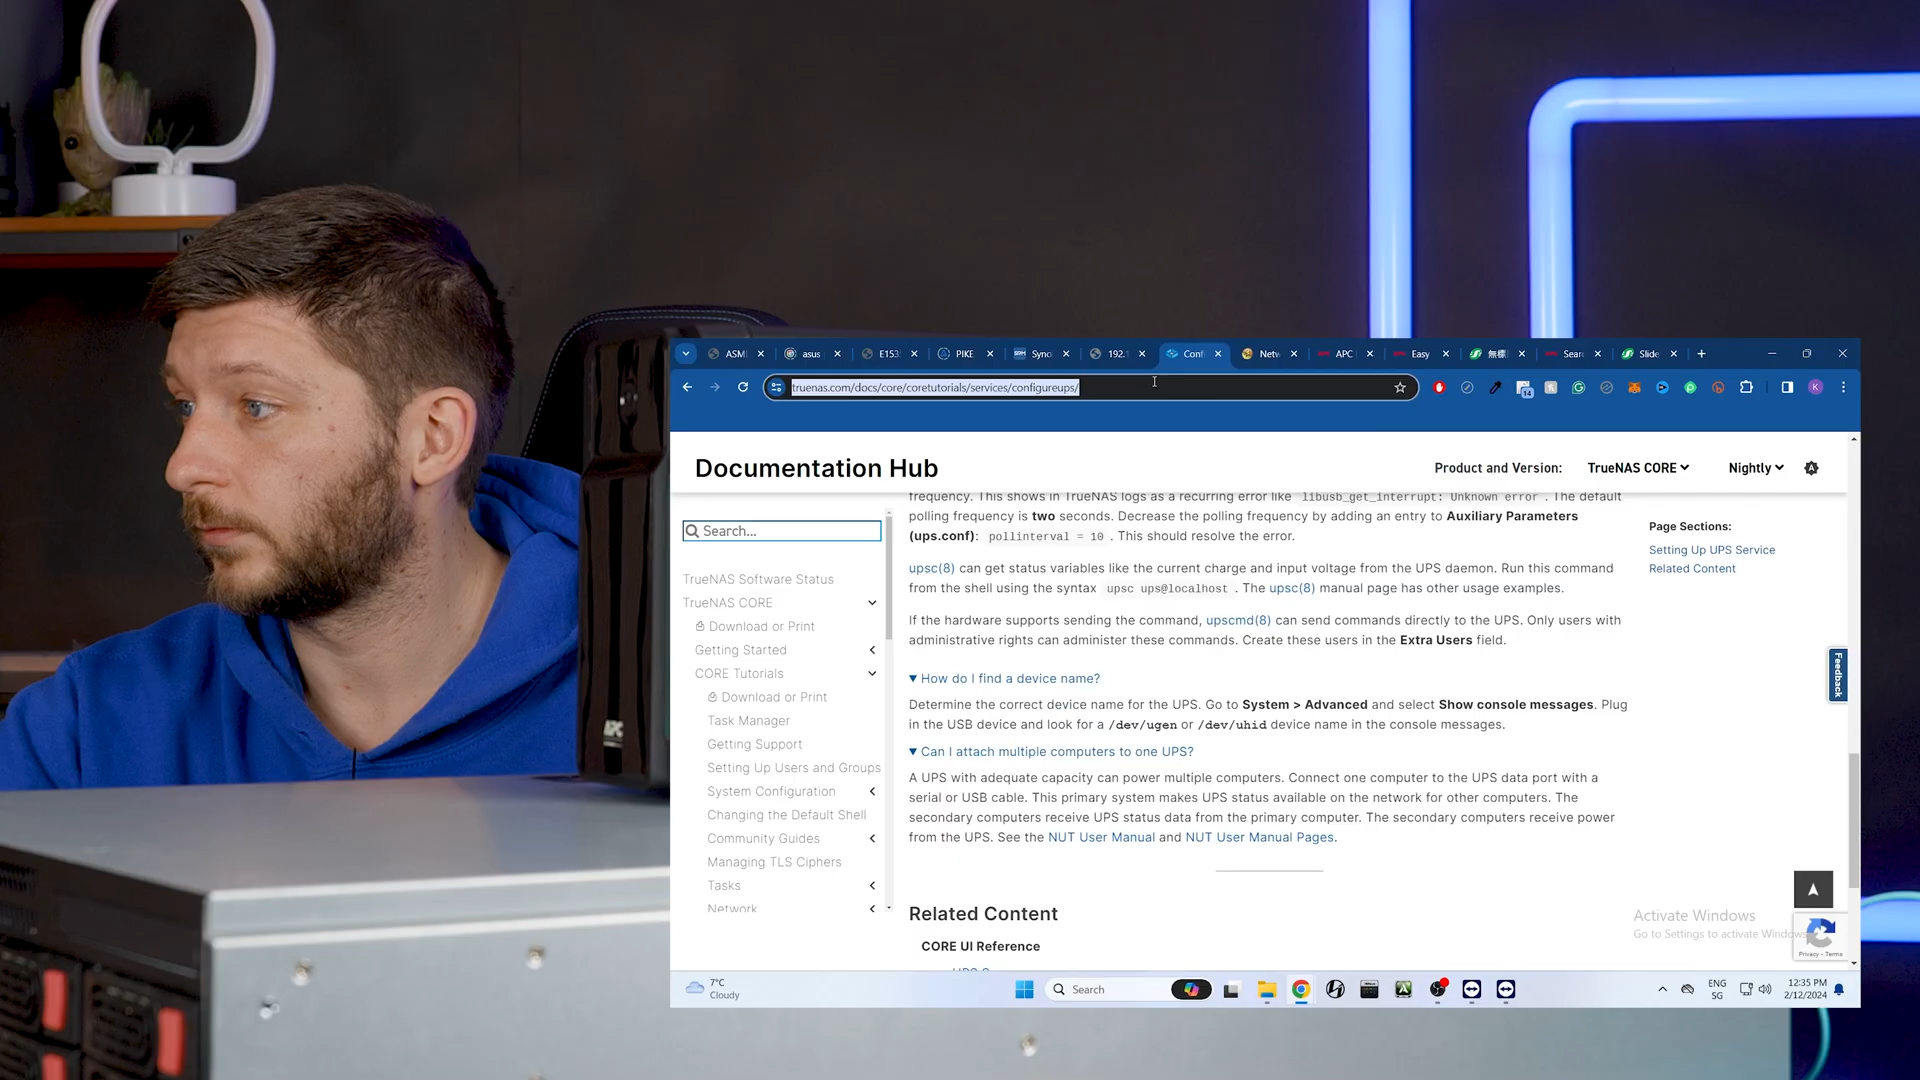 ASMI
asus
E153
PIKE
SRM
Syno
192.
Conf
Netw
APC
Easy
Sear
Slide
truenas.com/docs/core/coretutorials/services/configureups/
14
K
Documentation Hub
Product and Version:
TrueNAS CORE
Nightly
frequency. This shows in TrueNAS logs as a recurring error like libusb_get_interrupt: Unknown error . The default
polling frequency is two seconds. Decrease the polling frequency by adding an entry to Auxiliary Parameters
(ups.conf): pollinterval = 10 . This should resolve the error.
upsc(8) can get status variables like the current charge and input voltage from the UPS daemon. Run this command
from the shell using the syntax upsc ups@localhost . The upsc(8) manual page has other usage examples.
If the hardware supports sending the command, upscmd(8) can send commands directly to the UPS. Only users with
administrative rights can administer these commands. Create these users in the Extra Users field.
How do I find a device name?
Determine the correct device name for the UPS. Go to System > Advanced and select Show console messages. Plug
in the USB device and look for a /dev/ugen or /dev/uhid device name in the console messages.
Can I attach multiple computers to one UPS?
A UPS with adequate capacity can power multiple computers. Connect one computer to the UPS data port with a
serial or USB cable. This primary system makes UPS status available on the network for other computers. The
secondary computers receive UPS status data from the primary computer. The secondary computers receive power
from the UPS. See the NUT User Manual and NUT User Manual Pages.
Related Content
CORE UI Reference
Search...
TrueNAS Software Status
TrueNAS CORE
Download or Print
Getting Started
CORE Tutorials
Download or Print
Task Manager
Getting Support
Setting Up Users and Groups
System Configuration
Changing the Default Shell
Community Guides
Managing TLS Ciphers
Tasks
Network
Page Sections:
Setting Up UPS Service
Related Content
Feedback
Activate Windows
Go to Settings to activate Windows
Privacy - Terms
7°C
Cloudy
Search
ENG
SG
12:35 PM
2/12/2024